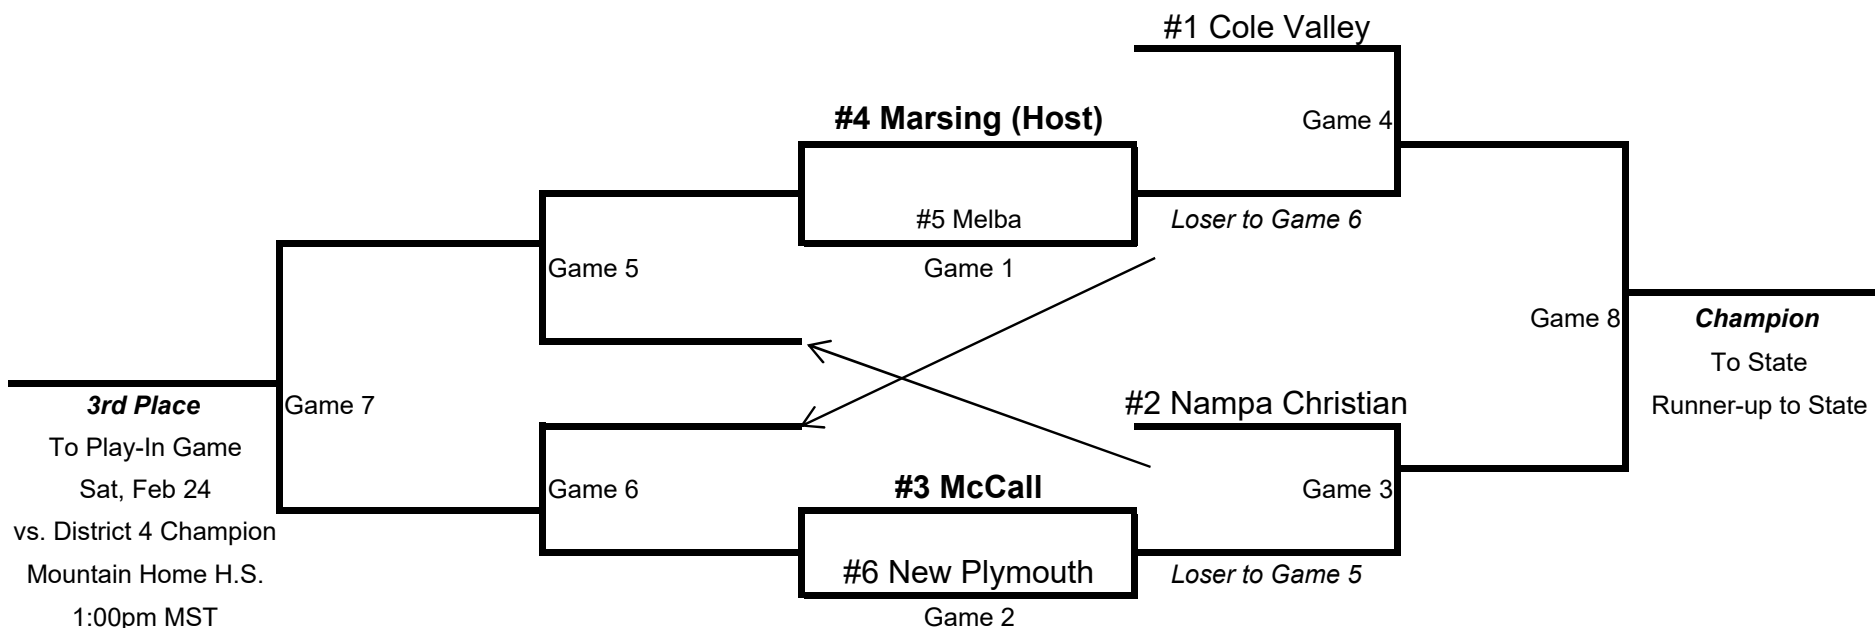 #1 Cole Valley
#4 Marsing (Host)
Game 4
#5 Melba
Loser to Game 6
Game 5
Game 1
Game 8
Champion
To State
Runner-up to State
3rd Place
Game 7
To Play-In Game
Sat, Feb 24
vs. District 4 Champion
Mountain Home H.S.
1:00pm MST
#2 Nampa Christian
Game 6
#3 McCall
Game 3
#6 New Plymouth
Loser to Game 5
Game 2